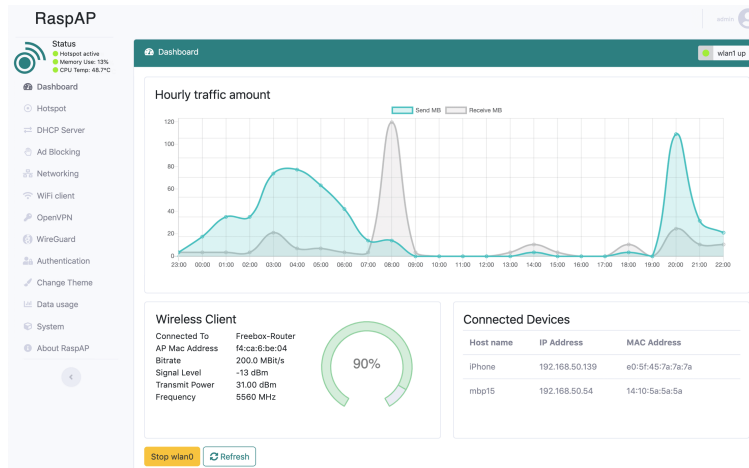 RaspAP
admin
Status
Hotspot active
Memory Use: 13%
CPU Temp: 48.7°C
Dashboard
Hotspot
DHCP Server
Ad Blocking
Networking
WiFi client
OpenVPN
WireGuard
Authentication
Change Theme
Data usage
System
About RaspAP
Dashboard
wlan1 up
Hourly traffic amount
Send MB Receive MB
120
100
80
60
40
20
0
23:00 00:00 01:00 02:00 03:00 04:00 05:00 06:00 07:00 08:00 09:00 10:00 11:00 12:00 13:00 14:00 15:00 16:00 17:00 18:00 19:00 20:00 21:00 22:00
Wireless Client
Connected To Freebox-Router
AP Mac Address f4:ca:6:be:04
Bitrate 200.0 MBit/s
Signal Level -13 dBm
Transmit Power 31.00 dBm
Frequency 5560 MHz
90%
Connected Devices
Host name IP Address MAC Address
iPhone 192.168.50.139 e0:5f:45:7a:7a:7a
mbp15 192.168.50.54 14:10:5a:5a:5a
Stop wlan0 Refresh